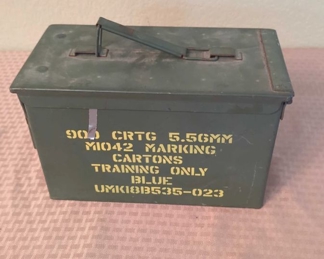 900 CRTG 5.56MM
M1042 MARKING
CARTONS
TRAINING ONLY
BLUE
UMK18B535-023